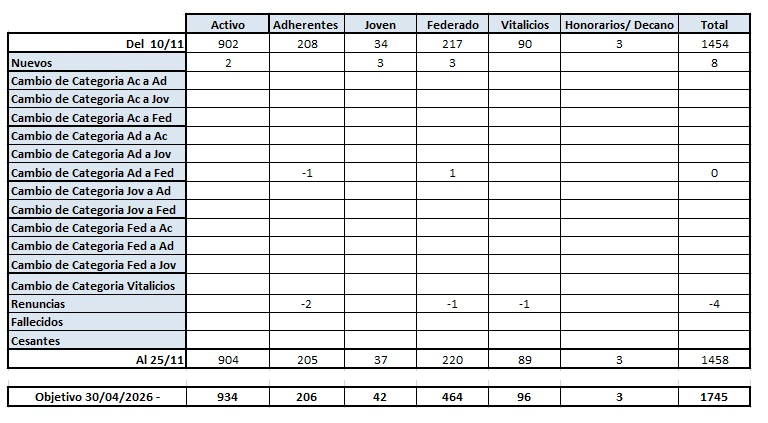 Activo Adherentes Joven Federado Vitalicios Honorarios/ Decano Total
Del 10/11 902 208 34 217 90 3 1454
Nuevos 2 3 3 8
Cambio de Categoria Ac a Ad
Cambio de Categoria Ac a Jov
Cambio de Categoria Ac a Fed
Cambio de Categoria Ad a Ac
Cambio de Categoria Ad a Jov
Cambio de Categoria Ad a Fed -1 1 0
Cambio de Categoria Jov a Ad
Cambio de Categoria Jov a Fed
Cambio de Categoria Fed a Ac
Cambio de Categoria Fed a Ad
Cambio de Categoria Fed a Jov
Cambio de Categoria Vitalicios
Renuncias -2 -1 -1 -4
Fallecidos
Cesantes
Al 25/11 904 205 37 220 89 3 1458
Objetivo 30/04/2026 - 934 206 42 464 96 3 1745